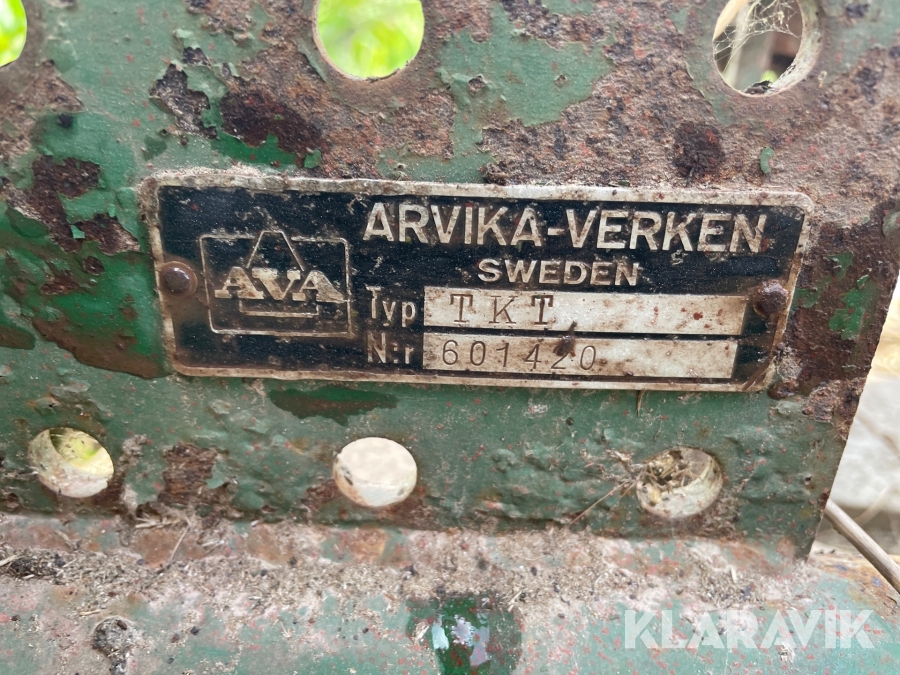 ARVIKA-VERKEN
SWEDEN
AVA
Typ TKT
N:r 601420
KLARAVIK